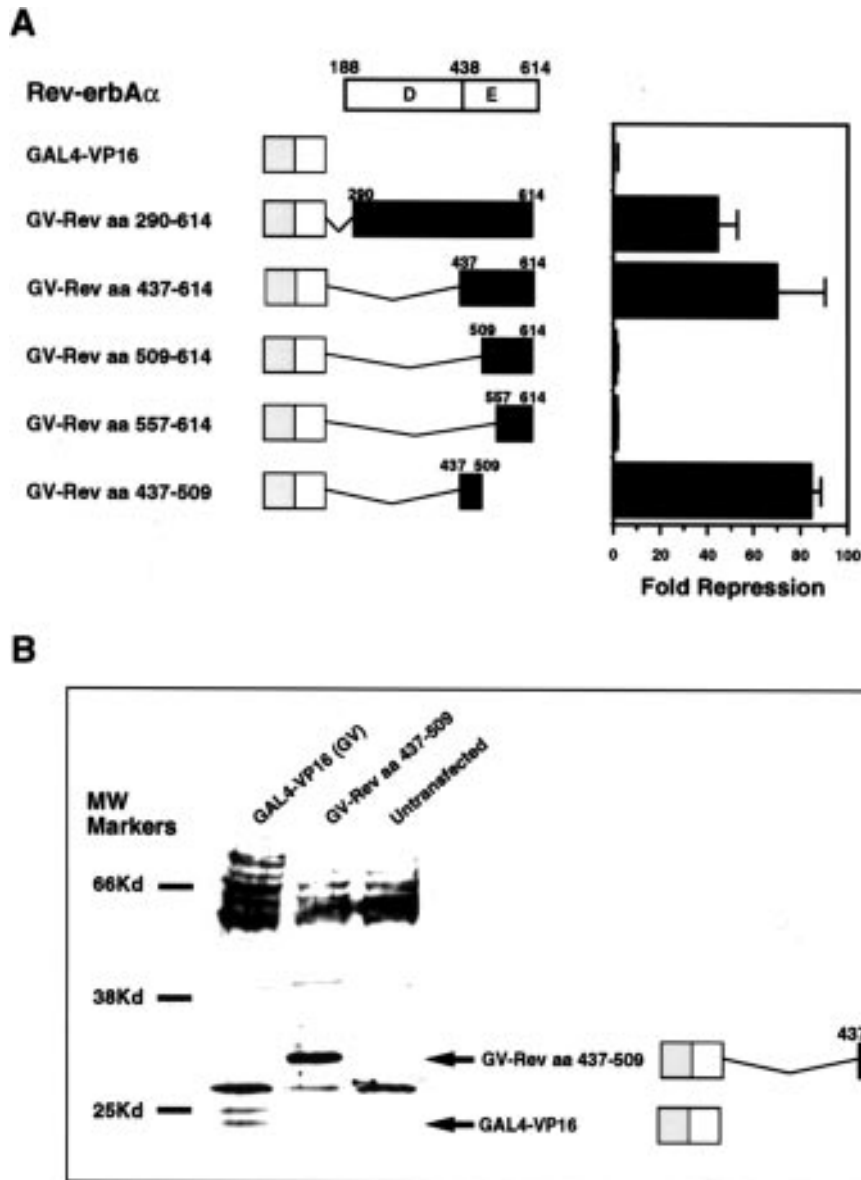 A
188 438 614
Rev-erbAα D E
GAL4-VP16
290 614
GV-Rev aa 290-614
437 614
GV-Rev aa 437-614
509 614
GV-Rev aa 509-614
557 614
GV-Rev aa 557-614
437 509
GV-Rev aa 437-509
0 20 40 60 80 100
Fold Repression
B
GAL4-VP16 (GV)
GV-Rev aa 437-509
Untransfected
MW
Markers
66Kd
38Kd
437
GV-Rev aa 437-509
25Kd
GAL4-VP16